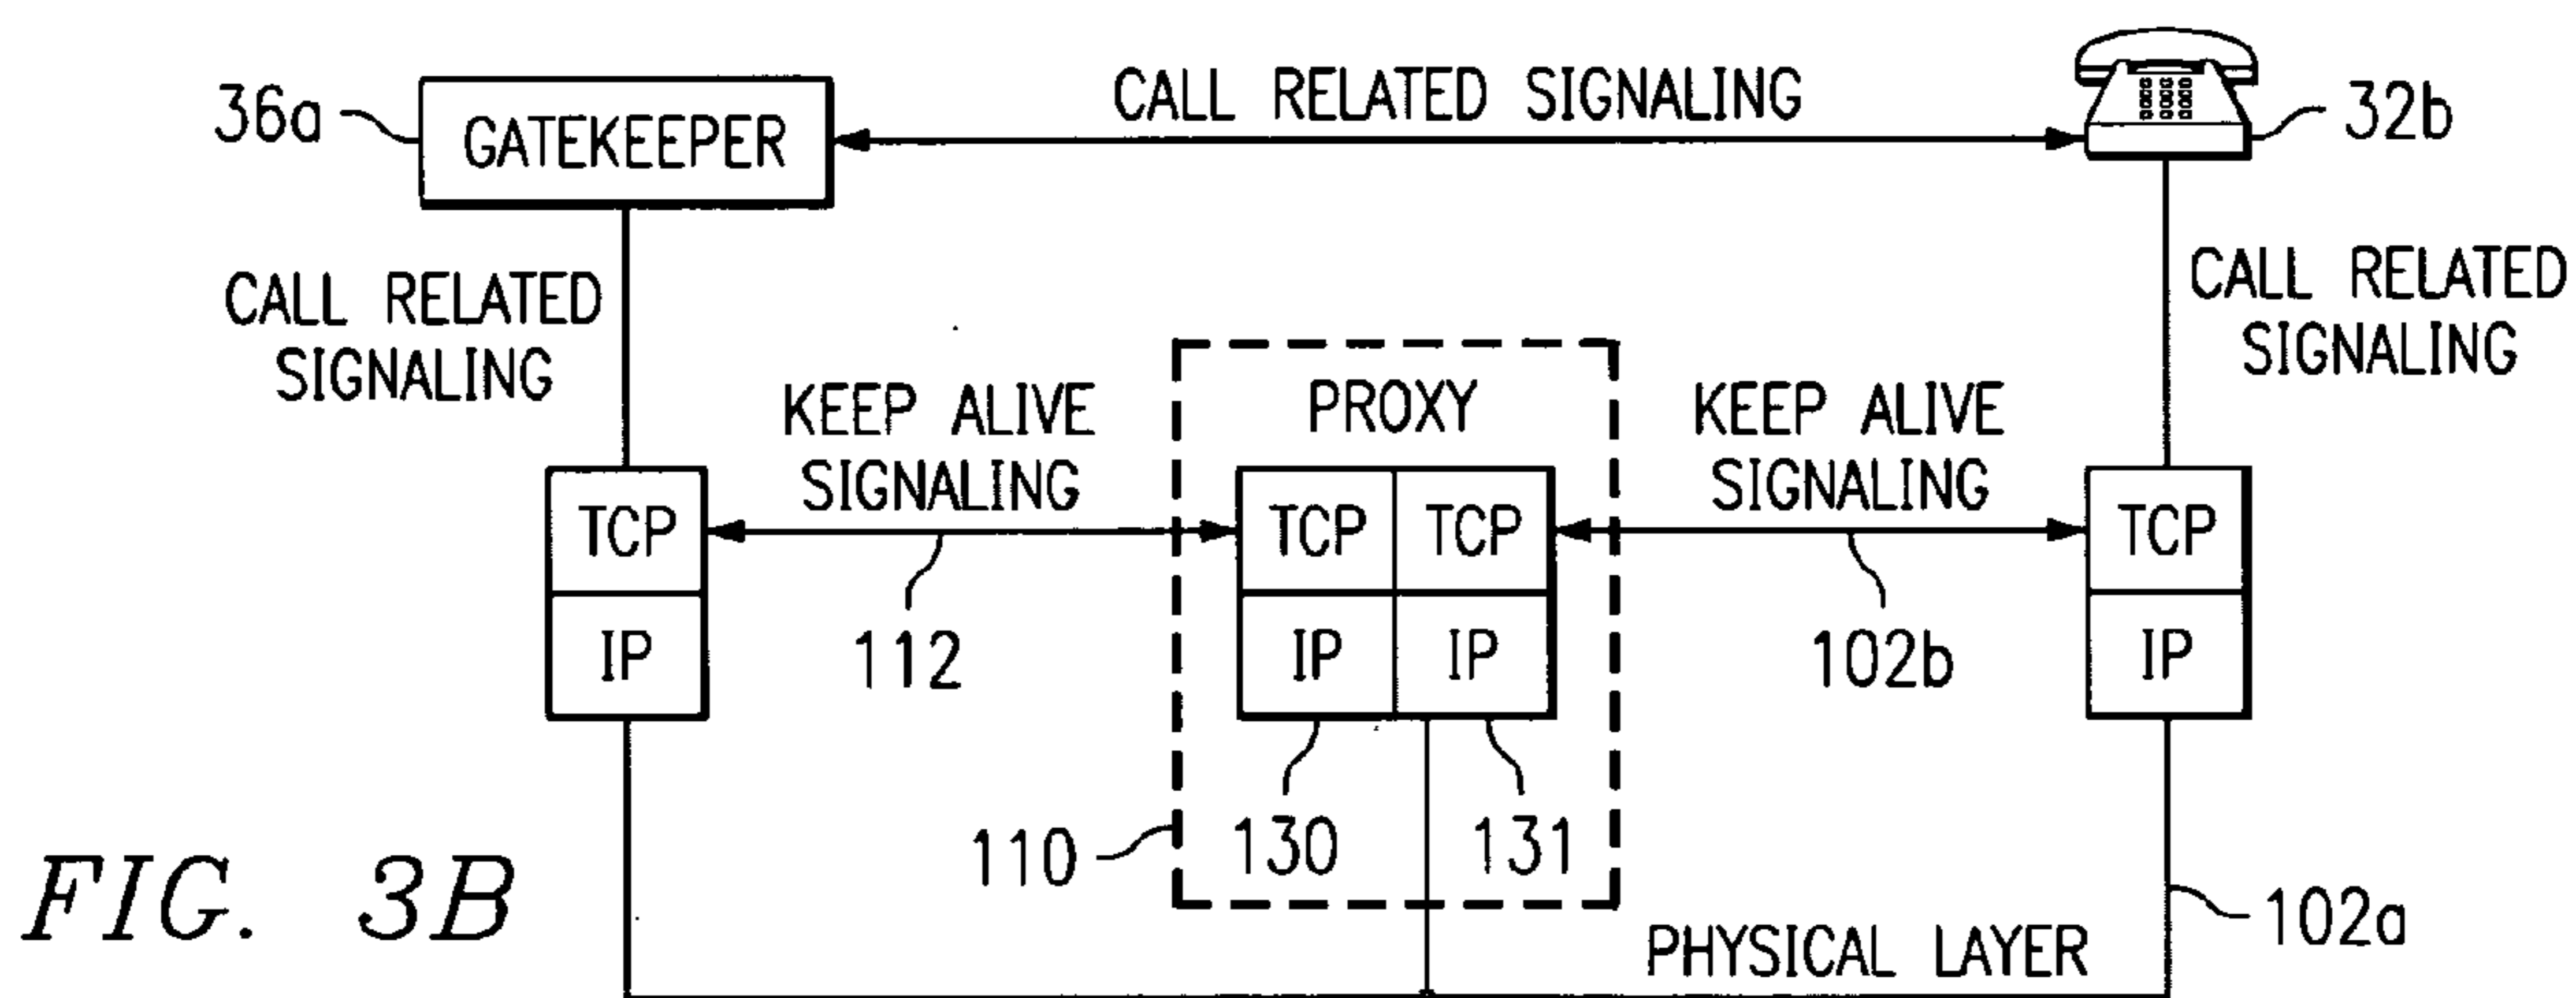 CALL RELATED SIGNALING
36a
GATEKEEPER
32b
CALL RELATED
SIGNALING
CALL RELATED
SIGNALING
KEEP ALIVE
SIGNALING
PROXY
KEEP ALIVE
SIGNALING
TCP
TCP
TCP
TCP
IP
IP
IP
IP
112
102b
110
130
131
FIG. 3B
102a
PHYSICAL LAYER